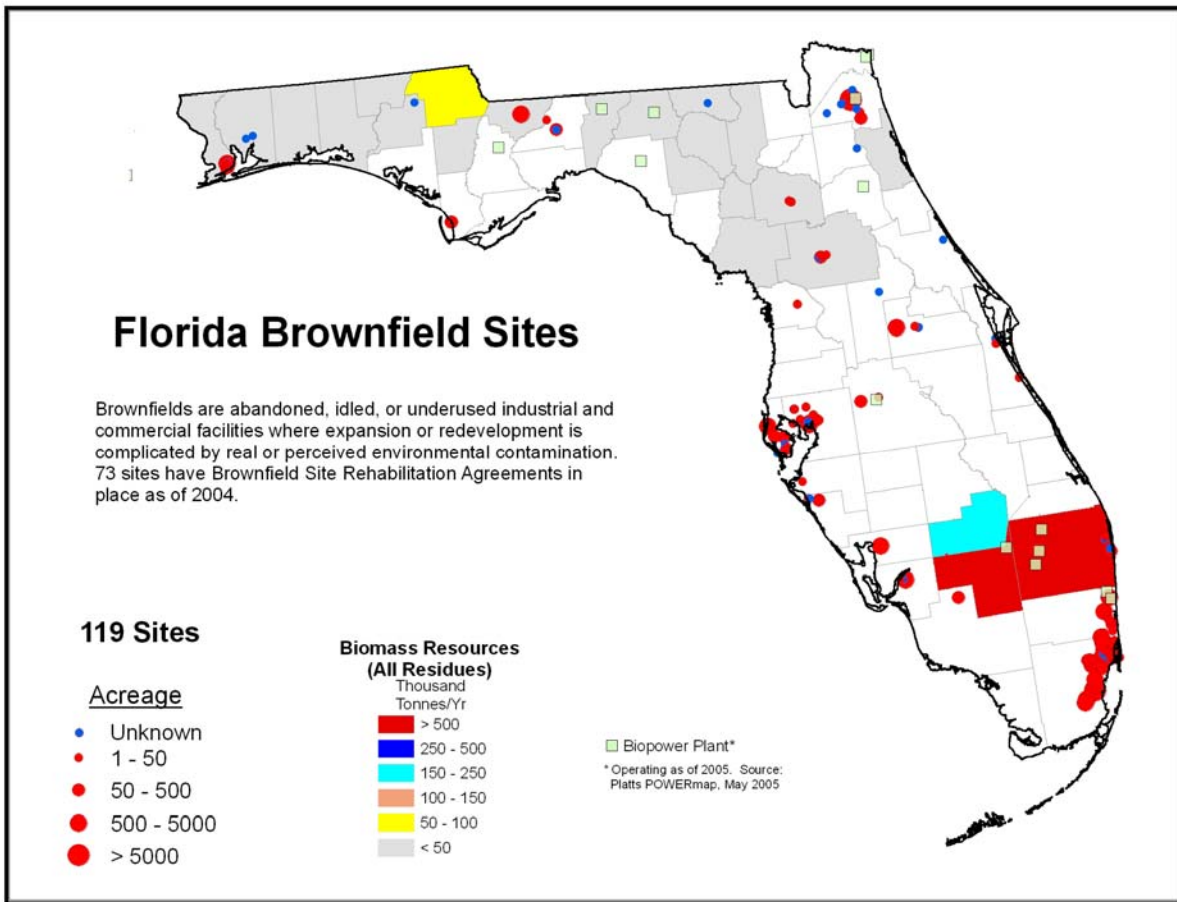 Florida Brownfield Sites
Brownfields are abandoned, idled, or underused industrial and
commercial facilities where expansion or redevelopment is
complicated by real or perceived environmental contamination.
73 sites have Brownfield Site Rehabilitation Agreements in
place as of 2004.
119 Sites
Acreage
Unknown
1 - 50
50 - 500
500 - 5000
> 5000
Biomass Resources
(All Residues)
Thousand
Tonnes/Yr
> 500
250 - 500
150 - 250
100 - 150
50 - 100
< 50
Biopower Plant*
* Operating as of 2005. Source:
Platts POWERmap, May 2005